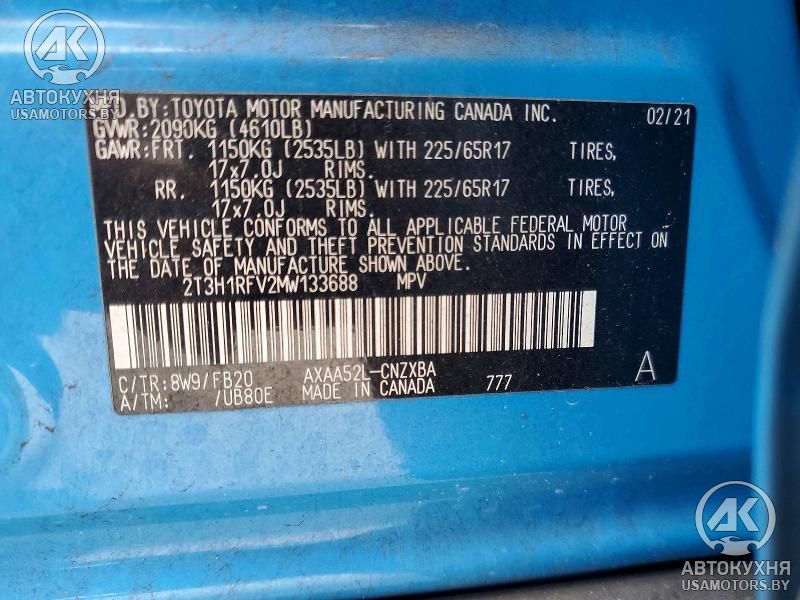 AK
АВТОКУХНЯ
USAMOTORS.BY
D.BY:TOYOTA MOTOR MANUFACTURING CANADA INC. 02/21
GVWR:2090KG (4610LB)
GAWR:FRT. 1150KG (2535LB) WITH 225/65R17 TIRES,
17x7.0J RIMS.
RR. 1150KG (2535LB) WITH 225/65R17 TIRES,
17x7.0J RIMS.
THIS VEHICLE CONFORMS TO ALL APPLICABLE FEDERAL MOTOR
VEHICLE SAFETY AND THEFT PREVENTION STANDARDS IN EFFECT ON
THE DATE OF MANUFACTURE SHOWN ABOVE.
2T3H1RFV2MW133688 MPV
C/TR:8W9/FB20 AXAA52L-CNZXBA
A/TM: /UB80E MADE IN CANADA 777 A
AK
АВТОКУХНЯ
USAMOTORS.BY